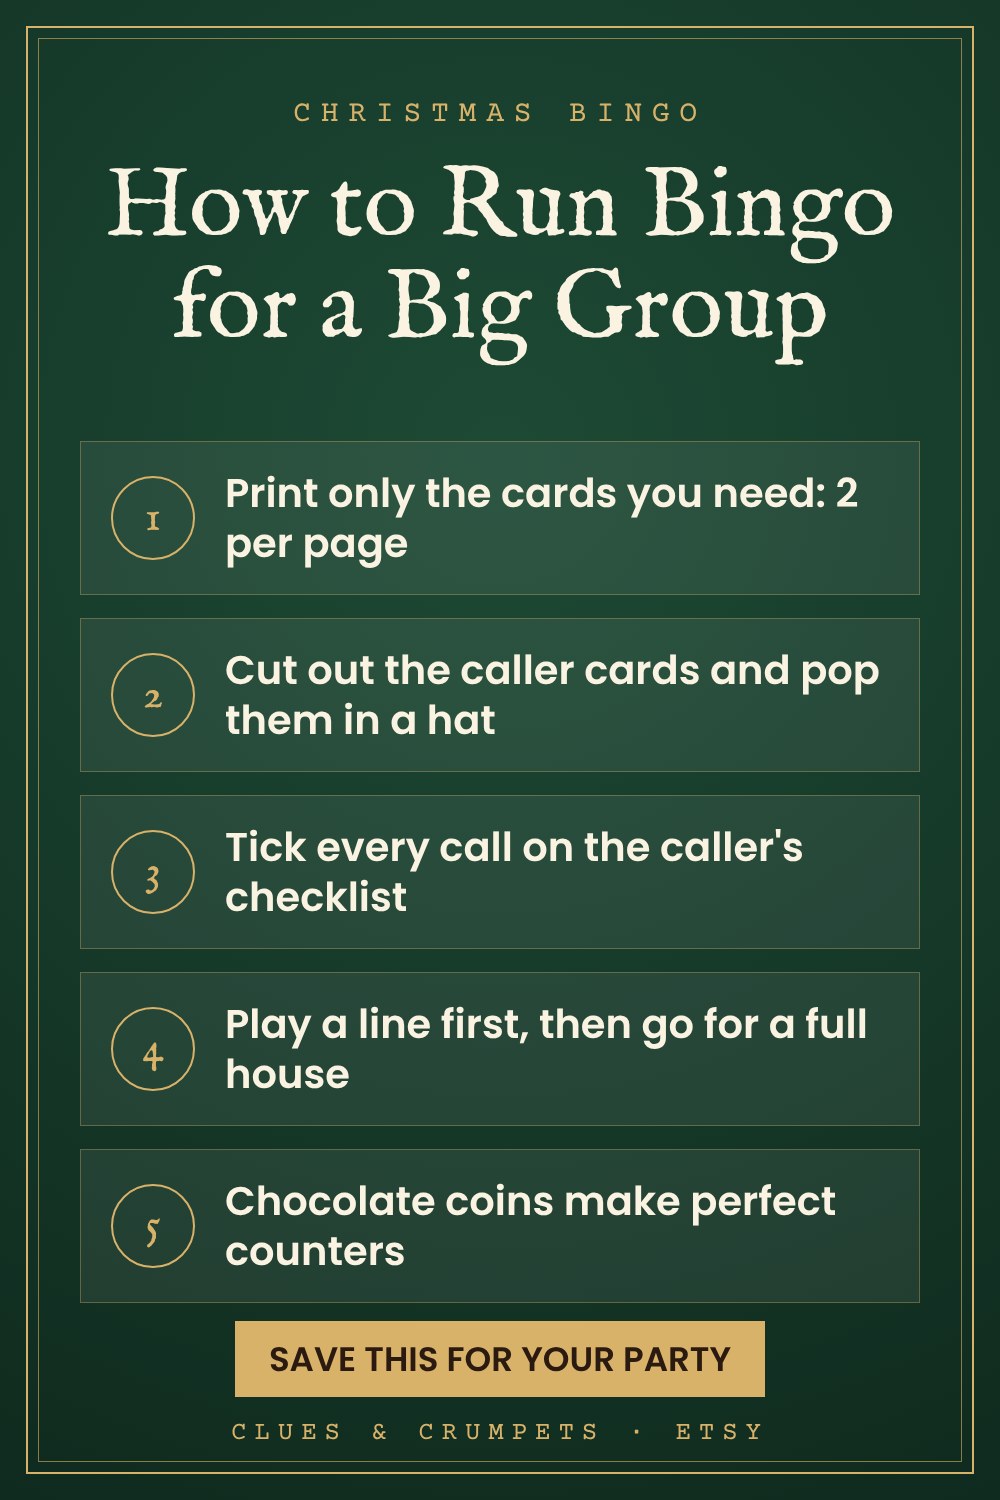 CHRISTMAS BINGO
How to Run Bingo
for a Big Group
1
Print only the cards you need: 2
per page
2
Cut out the caller cards and pop
them in a hat
3
Tick every call on the caller's
checklist
4
Play a line first, then go for a full
house
5
Chocolate coins make perfect
counters
SAVE THIS FOR YOUR PARTY
CLUES & CRUMPETS · ETSY